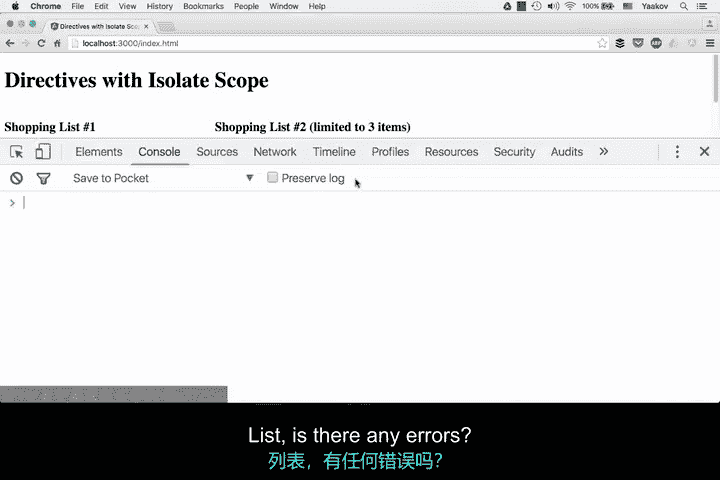 Chrome File Edit View History Bookmarks People Window Help 100% Yaakov
Directives with Isolate Sco
localhost:3000/index.html
Directives with Isolate Scope
Shopping List #1 Shopping List #2 (limited to 3 items)
Elements Console Sources Network Timeline Profiles Resources Security Audits »
Save to Pocket ▼ Preserve log
>
List, is there any errors?
列表，有任何错误吗？